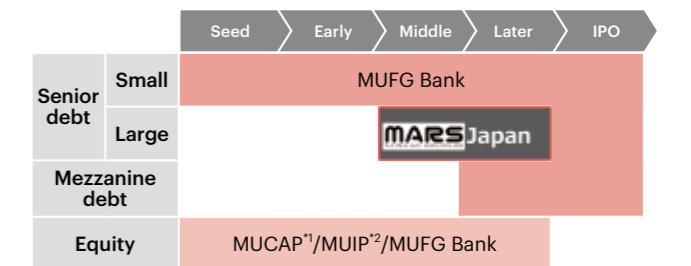 Seed Early Middle Later IPO
Senior debt
Small
MUFG Bank
Large
MARS Japan
Mezzanine debt
Equity
MUCAP*1/MUIP*2/MUFG Bank